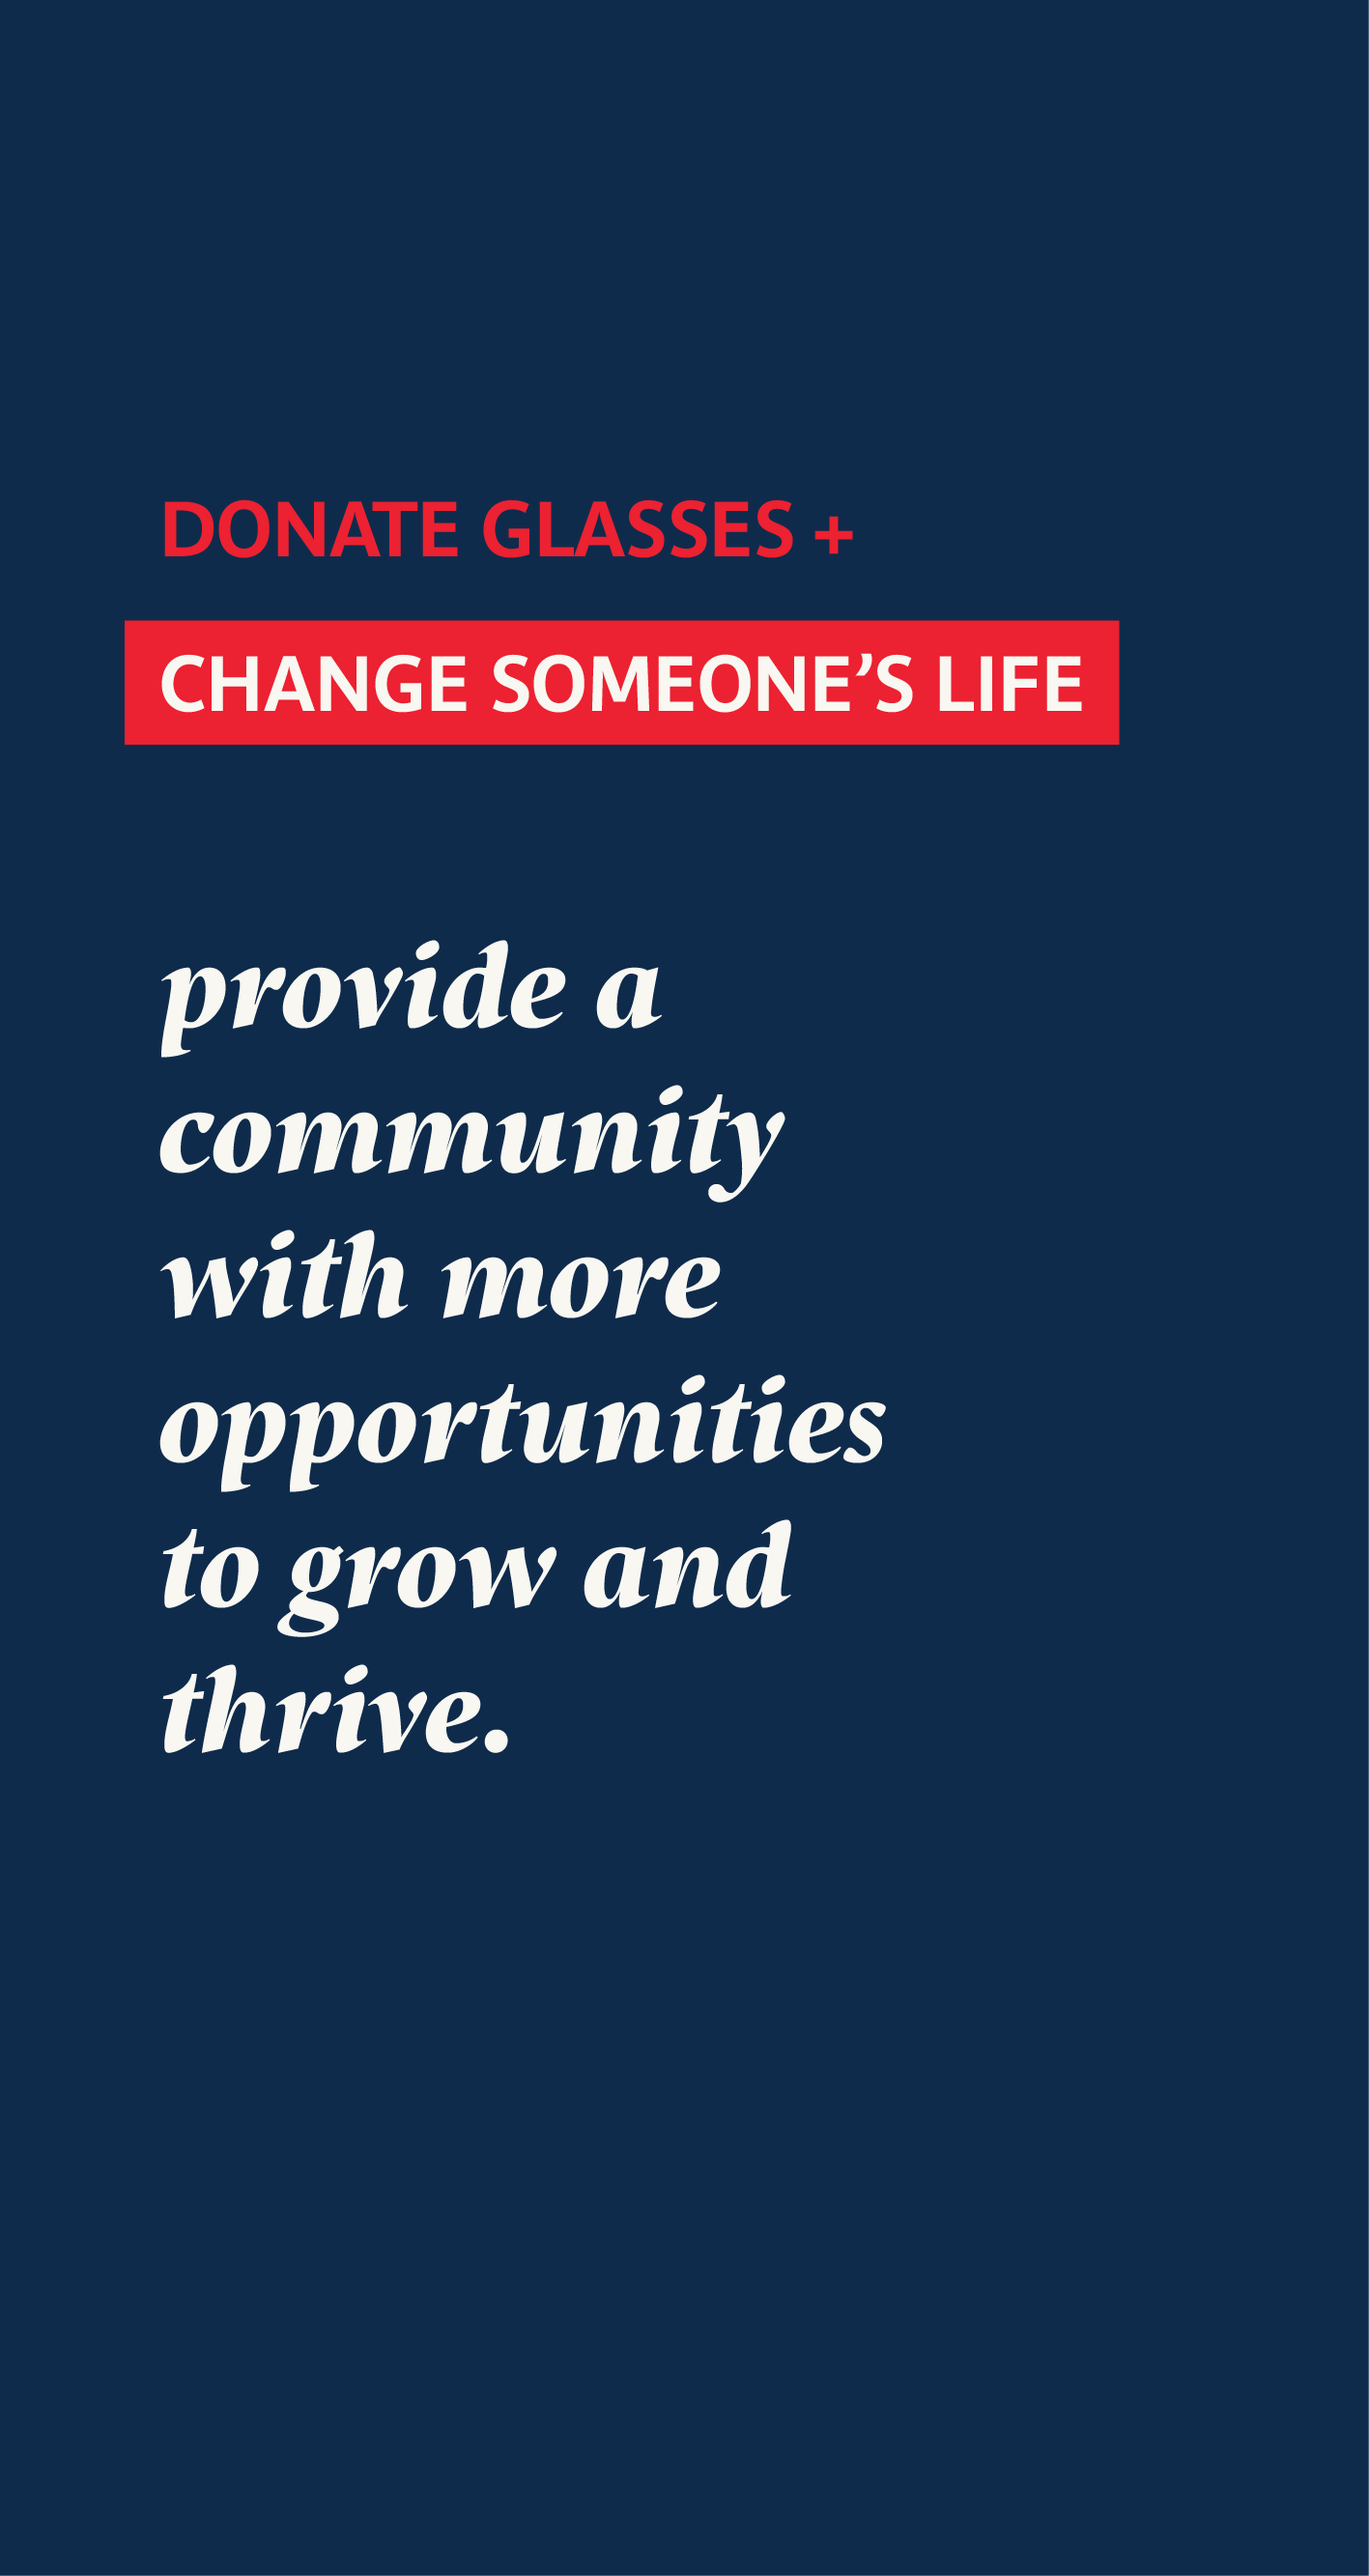 DONATE GLASSES +
CHANGE SOMEONE’S LIFE
provide a
community
with more
opportunities
to grow and
thrive.